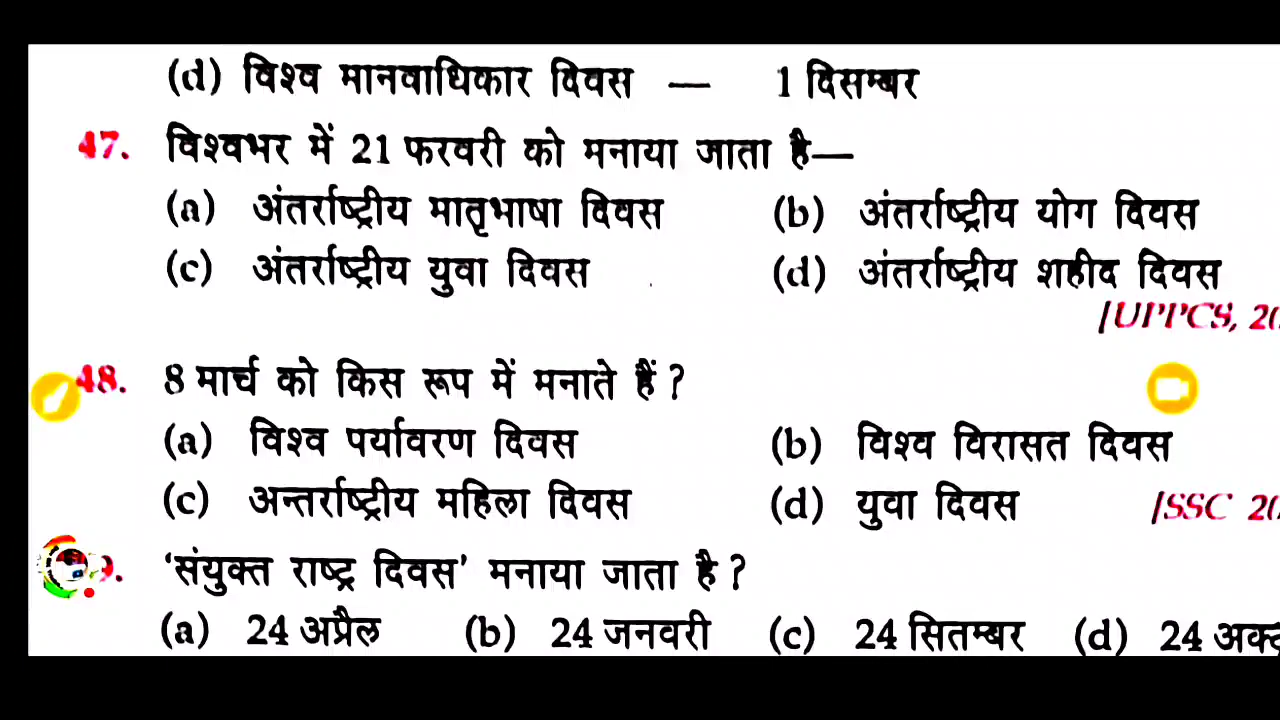 (d) विश्व मानवाधिकार दिवस — 1 दिसम्बर
47. विश्वभर में 21 फरवरी को मनाया जाता है—
(a) अंतर्राष्ट्रीय मातृभाषा दिवस (b) अंतर्राष्ट्रीय योग दिवस
(c) अंतर्राष्ट्रीय युवा दिवस (d) अंतर्राष्ट्रीय शहीद दिवस
[UPPCS, 20
48. 8 मार्च को किस रूप में मनाते हैं ?
(a) विश्व पर्यावरण दिवस (b) विश्व विरासत दिवस
(c) अन्तर्राष्ट्रीय महिला दिवस (d) युवा दिवस [SSC 20
‘संयुक्त राष्ट्र दिवस’ मनाया जाता है ?
(a) 24 अप्रैल (b) 24 जनवरी (c) 24 सितम्बर (d) 24